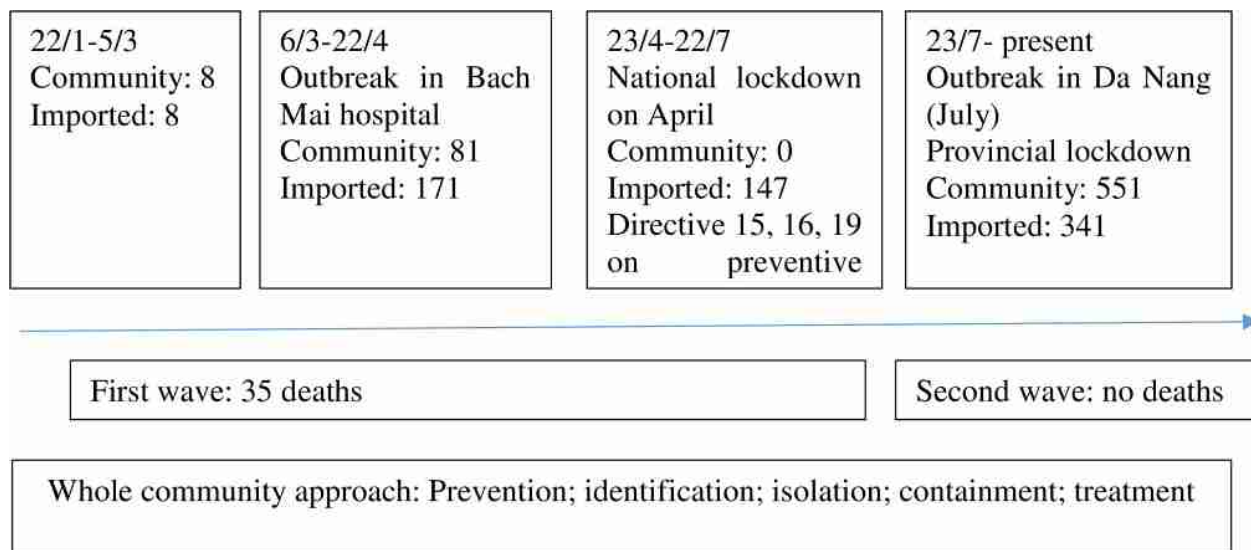 22/1-5/3
Community: 8
Imported: 8
6/3-22/4
Outbreak in Bach
Mai hospital
Community: 81
Imported: 171
23/4-22/7
National lockdown
on April
Community: 0
Imported: 147
Directive 15, 16, 19
on preventive
23/7- present
Outbreak in Da Nang
(July)
Provincial lockdown
Community: 551
Imported: 341
First wave: 35 deaths
Second wave: no deaths
Whole community approach: Prevention; identification; isolation; containment; treatment